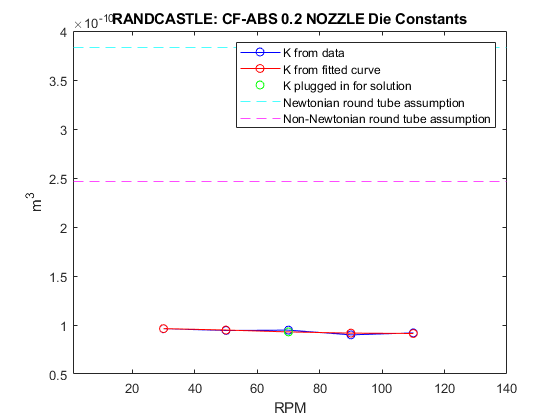 ×10⁻¹⁰
RANDCASTLE: CF-ABS 0.2 NOZZLE Die Constants
4
3.5
3
2.5
2
1.5
1
0.5
m³
K from data
K from fitted curve
K plugged in for solution
Newtonian round tube assumption
Non-Newtonian round tube assumption
20 40 60 80 100 120 140
RPM